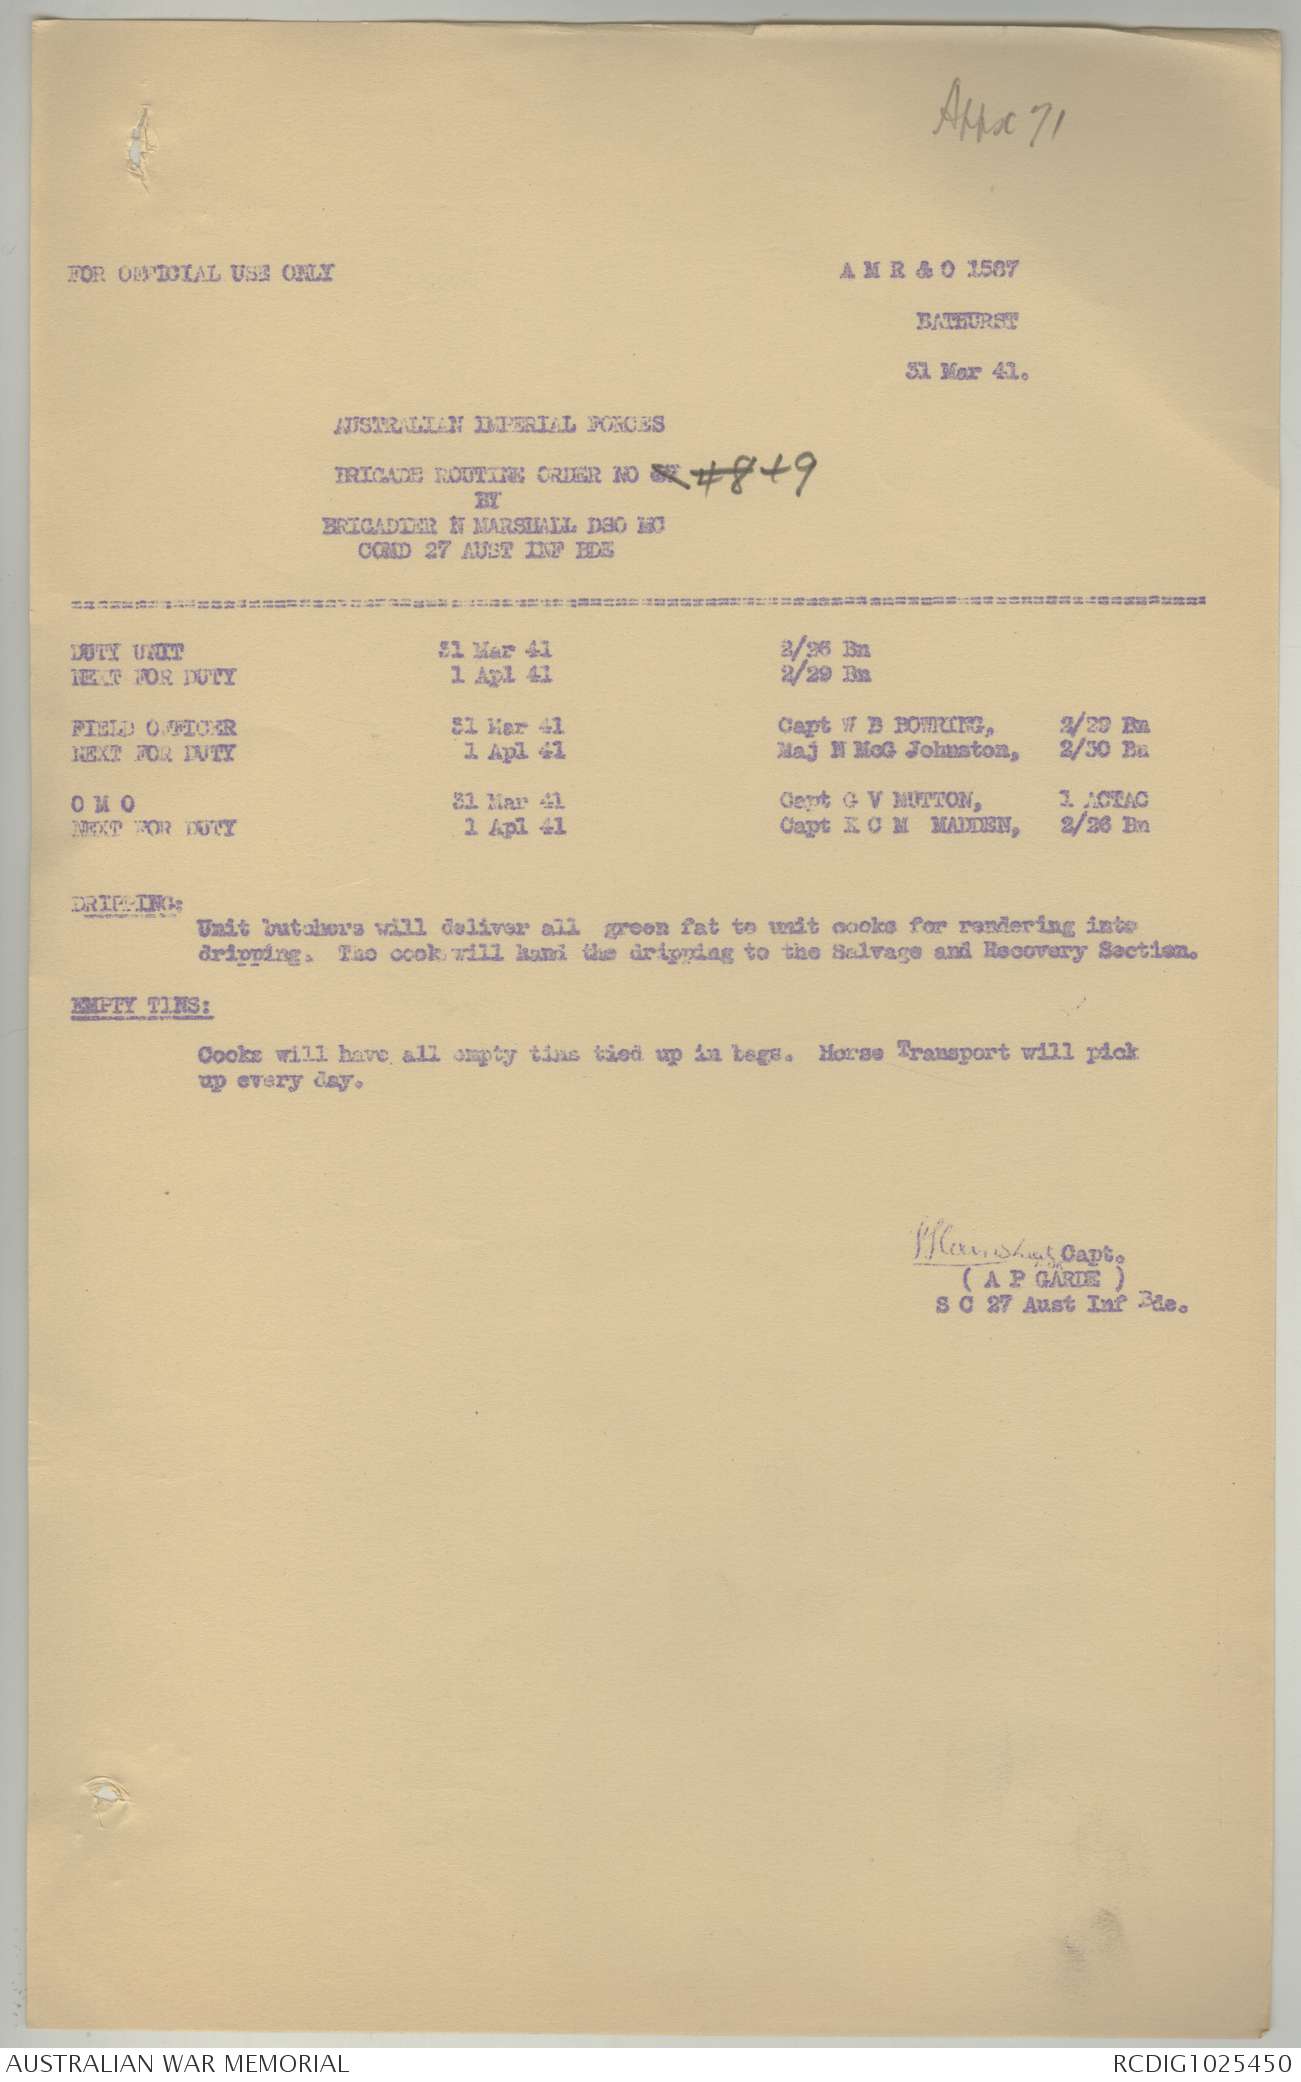 Appx 71
FOR OFFICIAL USE ONLY
A M R & O 1587
BATHURST
31 Mar 41.
AUSTRALIAN IMPERIAL FORCES
BRIGADE ROUTINE ORDER NO 48 49
BY
BRIGADIER N MARSHALL DSO MC
COMD 27 AUST INF BDE
DUTY UNIT 31 Mar 41 2/26 Bn
NEXT FOR DUTY 1 Apl 41 2/29 Bn
FIELD OFFICER 31 Mar 41 Capt W B BOWRING, 2/29 Bn
NEXT FOR DUTY 1 Apl 41 Maj N McG Johnston, 2/30 Bn
O M O 31 Mar 41 Capt G V MUTTON, 1 ACTAC
NEXT FOR DUTY 1 Apl 41 Capt K C M MADDEN, 2/26 Bn
DRIPPING:
Unit butchers will deliver all green fat to unit cooks for rendering into
dripping. The cook will hand the dripping to the Salvage and Recovery Section.
EMPTY TINS:
Cooks will have all empty tins tied up in bags. Horse Transport will pick
up every day.
Capt.
( A P GARDE )
S C 27 Aust Inf Bde.
AUSTRALIAN WAR MEMORIAL
RCDIG1025450